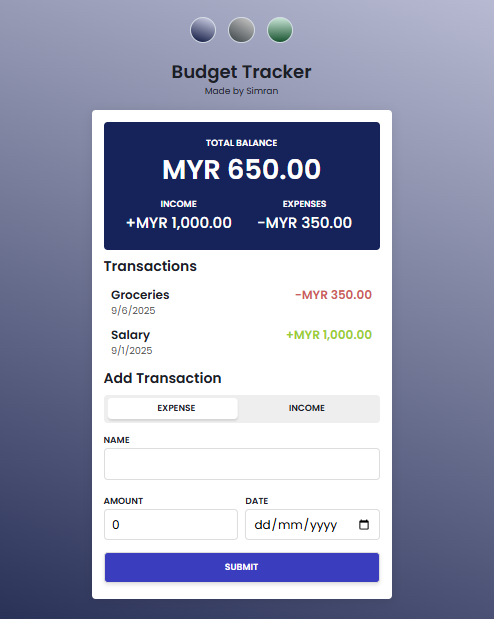 Budget Tracker
Made by Simran
TOTAL BALANCE
MYR 650.00
INCOME EXPENSES
+MYR 1,000.00 -MYR 350.00
Transactions
Groceries -MYR 350.00
9/6/2025
Salary +MYR 1,000.00
9/1/2025
Add Transaction
EXPENSE INCOME
NAME
AMOUNT DATE
0 dd/mm/yyyy
SUBMIT